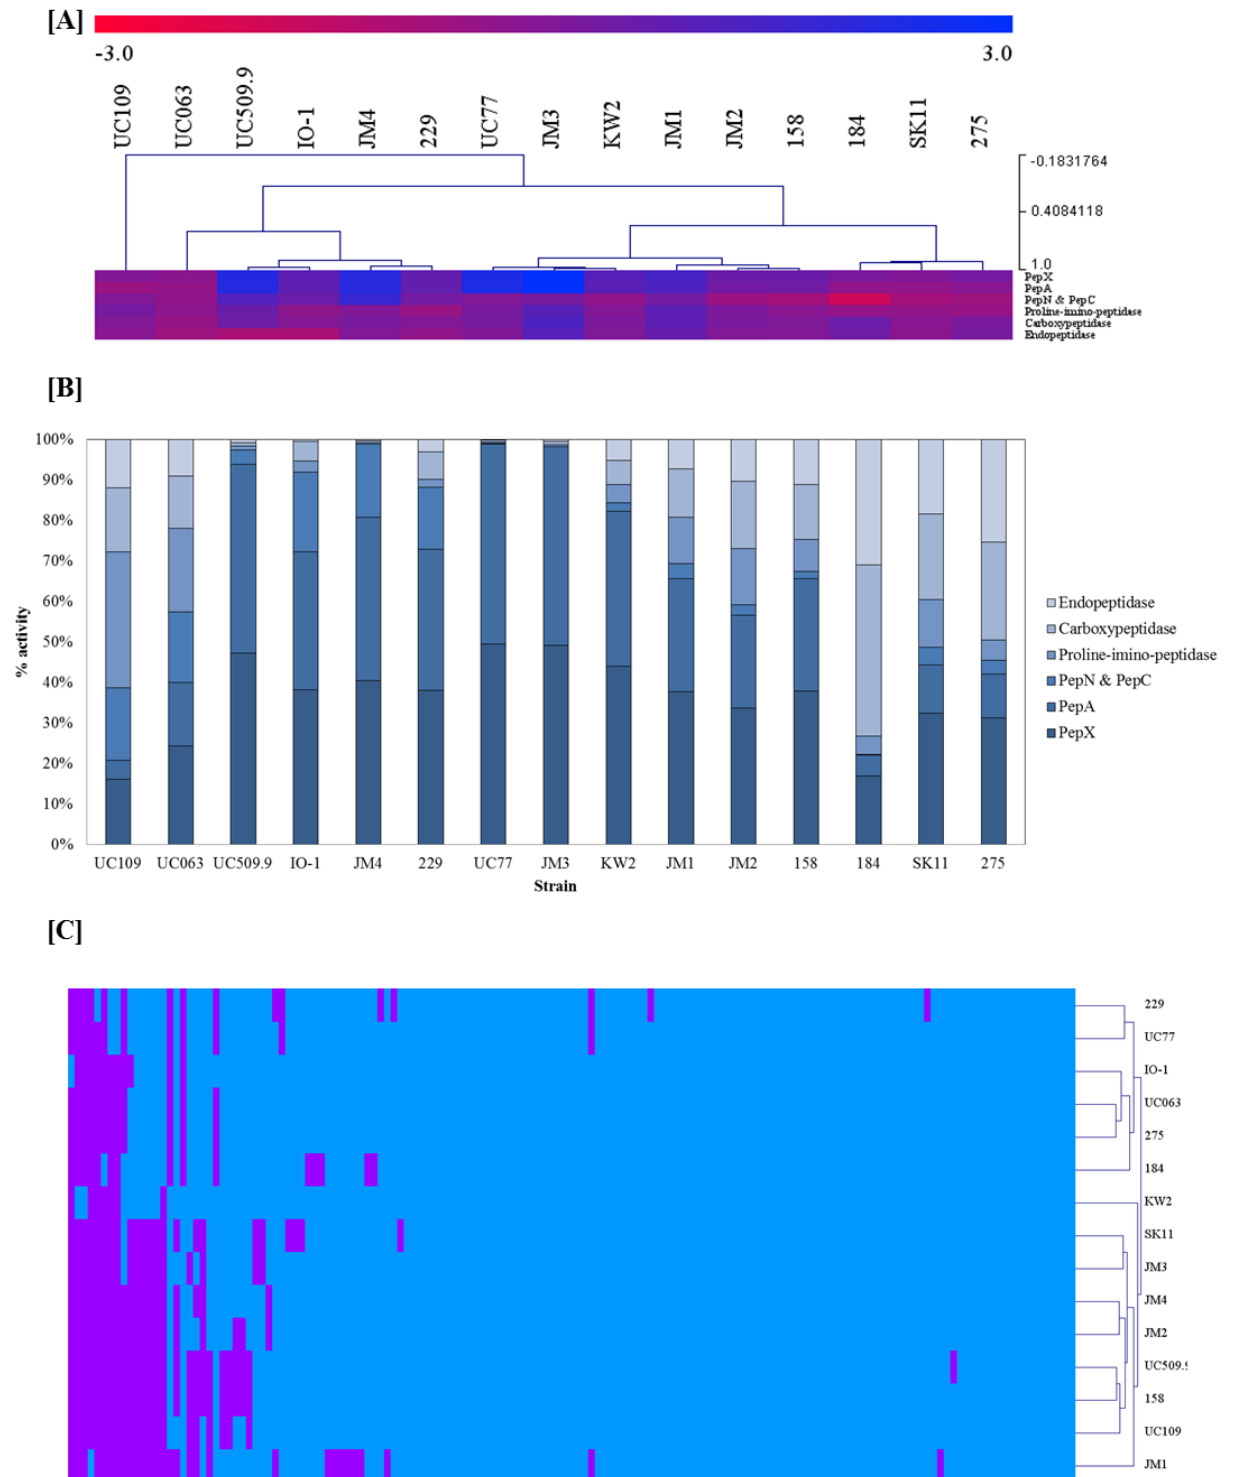 [A]
-3.0 3.0
UC109 UC063 UC509.9 IO-1 JM4 229 UC77 JM3 KW2 JM1 JM2 158 184 SK11 275
-0.1831764
0.4084118
1.0
PepX
PepA
PepN & PepC
Proline-imino-peptidase
Carboxypeptidase
Endopeptidase
[B]
100%
90%
80%
70%
60%
50%
40%
30%
20%
10%
0%
% activity
Endopeptidase
Carboxypeptidase
Proline-imino-peptidase
PepN & PepC
PepA
PepX
UC109 UC063 UC509.9 IO-1 JM4 229 UC77 JM3 KW2 JM1 JM2 158 184 SK11 275
Strain
[C]
229
UC77
IO-1
UC063
275
184
KW2
SK11
JM3
JM4
JM2
UC509.
158
UC109
JM1